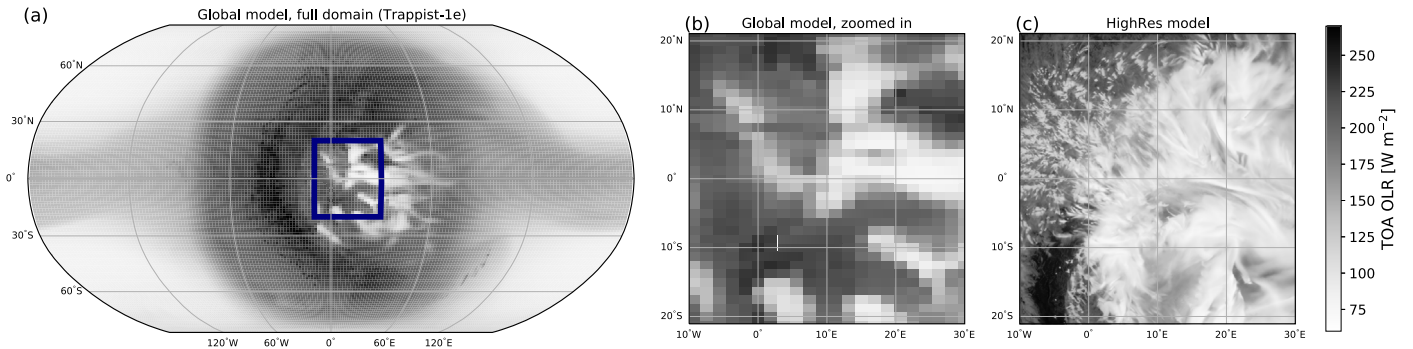 (a)
Global model, full domain (Trappist-1e)
60°N
30°N
0°
30°S
60°S
120°W 60°W 0° 60°E 120°E
(b)
Global model, zoomed in
20°N
10°N
0°
10°S
20°S
10°W 0° 10°E 20°E 30°E
(c)
HighRes model
20°N
10°N
0°
10°S
20°S
10°W 0° 10°E 20°E 30°E
250
225
200
175
150
125
100
75
TOA OLR [W m⁻²]